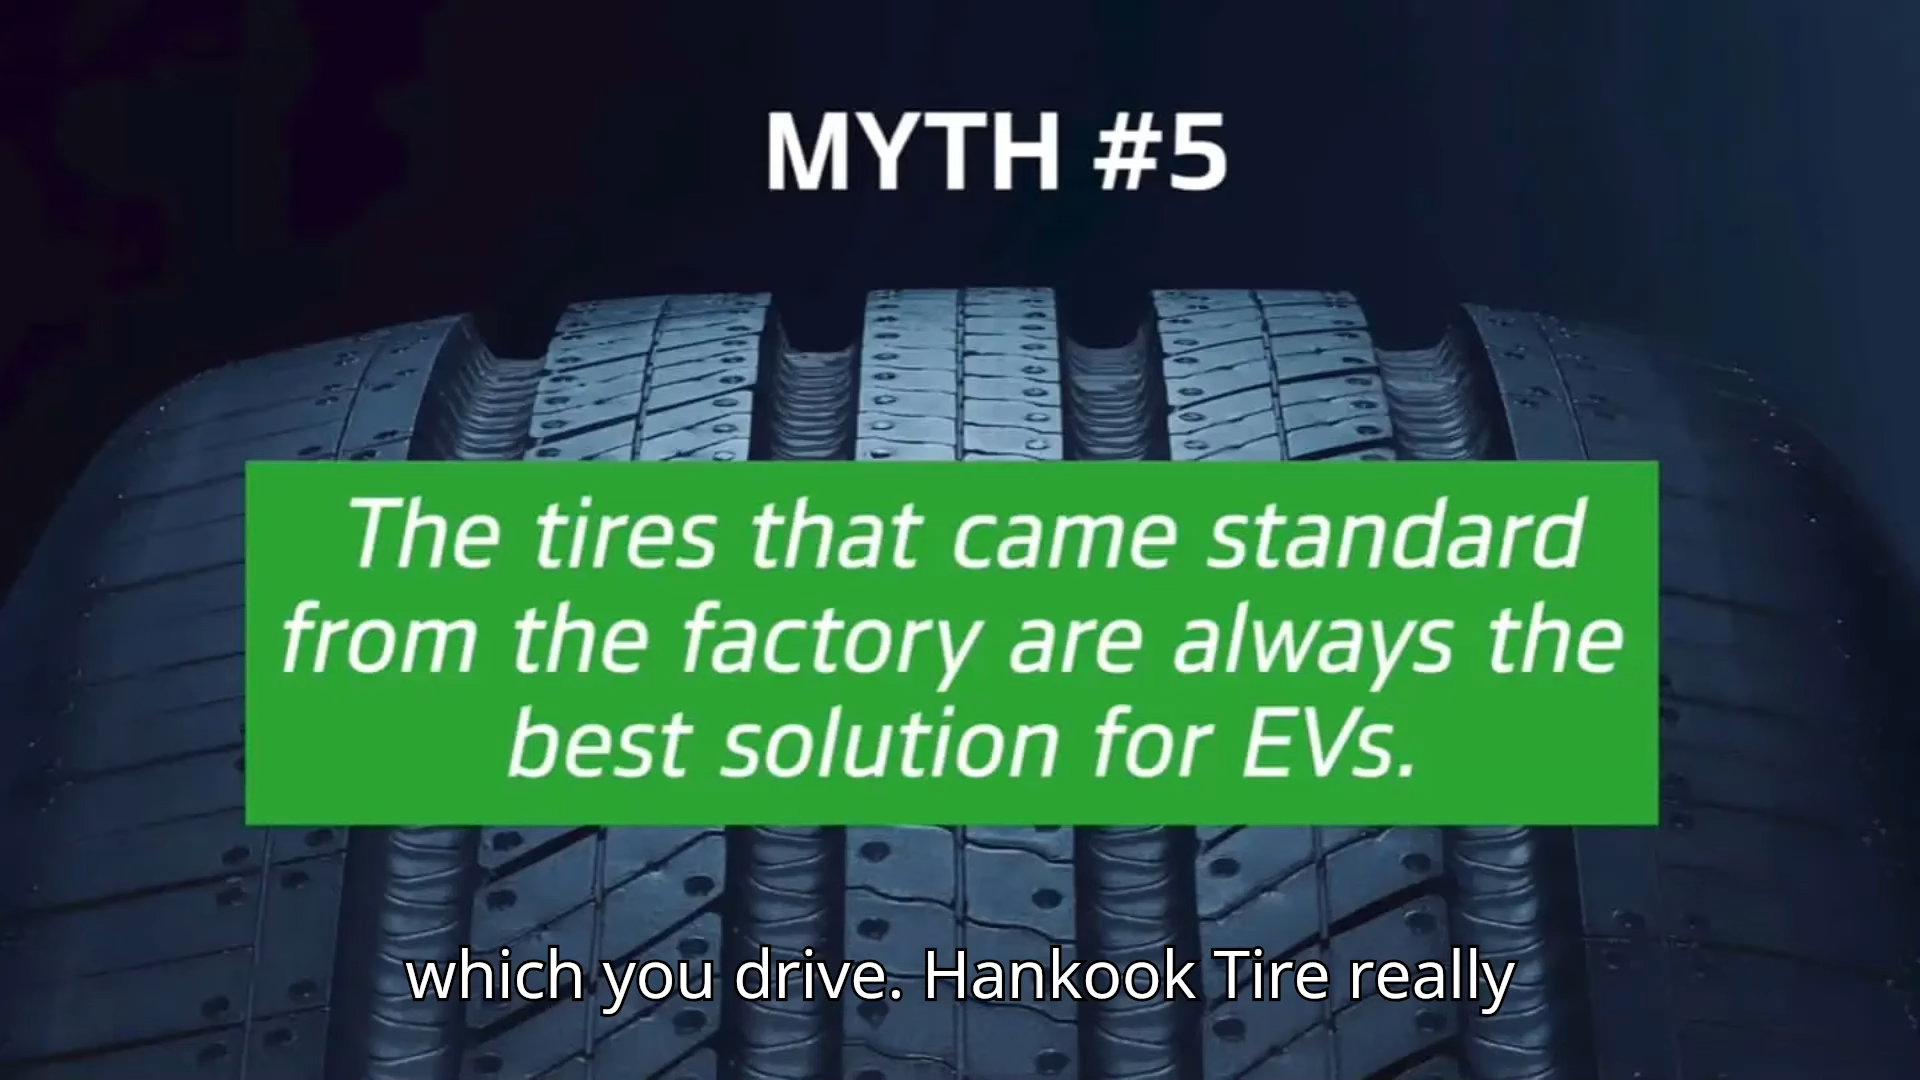 MYTH #5
The tires that came standard
from the factory are always the
best solution for EVs.
which you drive. Hankook Tire really